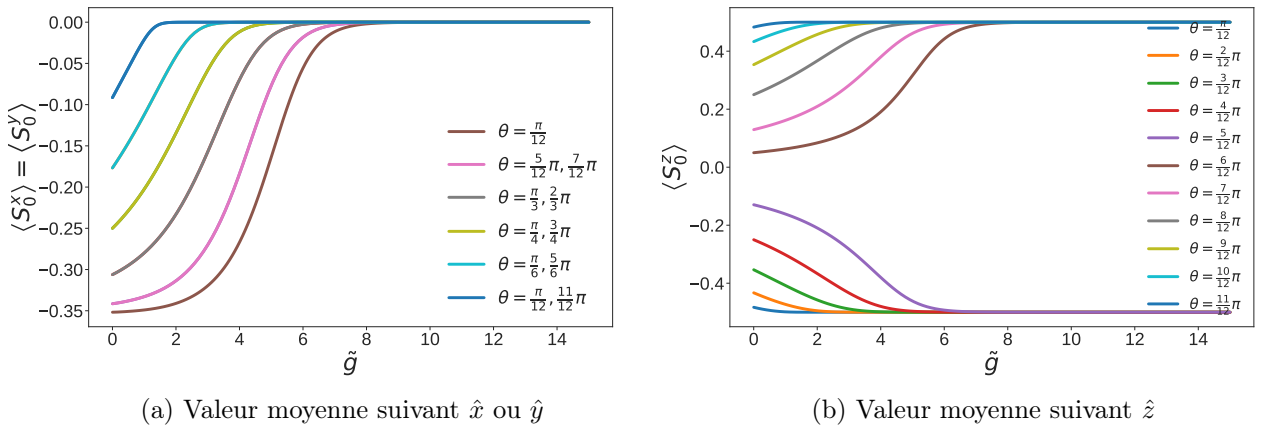 0.00
−0.05
−0.10
−0.15
−0.20
−0.25
−0.30
−0.35
⟨S₀ˣ⟩ = ⟨S₀ʸ⟩
0 2 4 6 8 10 12 14
g̃
θ = π/12
θ = 5/12 π, 7/12 π
θ = π/3, 2/3 π
θ = π/4, 3/4 π
θ = π/6, 5/6 π
θ = π/12, 11/12 π
(a) Valeur moyenne suivant x̂ ou ŷ
0.4
0.2
0.0
−0.2
−0.4
⟨S₀ᶻ⟩
0 2 4 6 8 10 12 14
g̃
θ = π/12
θ = 2/12 π
θ = 3/12 π
θ = 4/12 π
θ = 5/12 π
θ = 6/12 π
θ = 7/12 π
θ = 8/12 π
θ = 9/12 π
θ = 10/12 π
θ = 11/12 π
(b) Valeur moyenne suivant ẑ